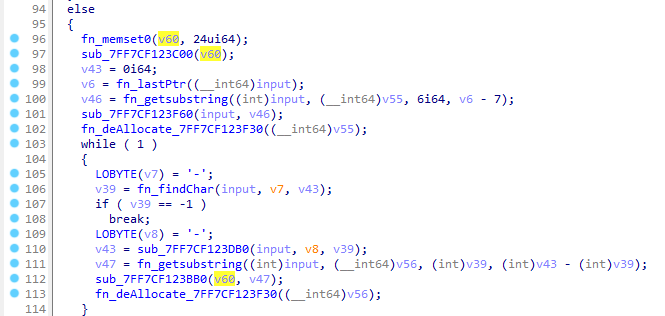 94 else
95 {
96 fn_memset0(v60, 24ui64);
97 sub_7FF7CF123C00(v60);
98 v43 = 0i64;
99 v6 = fn_lastPtr((__int64)input);
100 v46 = fn_getsubstring((int)input, (__int64)v55, 6i64, v6 - 7);
101 sub_7FF7CF123F60(input, v46);
102 fn_deAllocate_7FF7CF123F30((__int64)v55);
103 while ( 1 )
104 {
105 LOBYTE(v7) = '-';
106 v39 = fn_findChar(input, v7, v43);
107 if ( v39 == -1 )
108 break;
109 LOBYTE(v8) = '-';
110 v43 = sub_7FF7CF123DB0(input, v8, v39);
111 v47 = fn_getsubstring((int)input, (__int64)v56, (int)v39, (int)v43 - (int)v39);
112 sub_7FF7CF123BB0(v60, v47);
113 fn_deAllocate_7FF7CF123F30((__int64)v56);
114 }